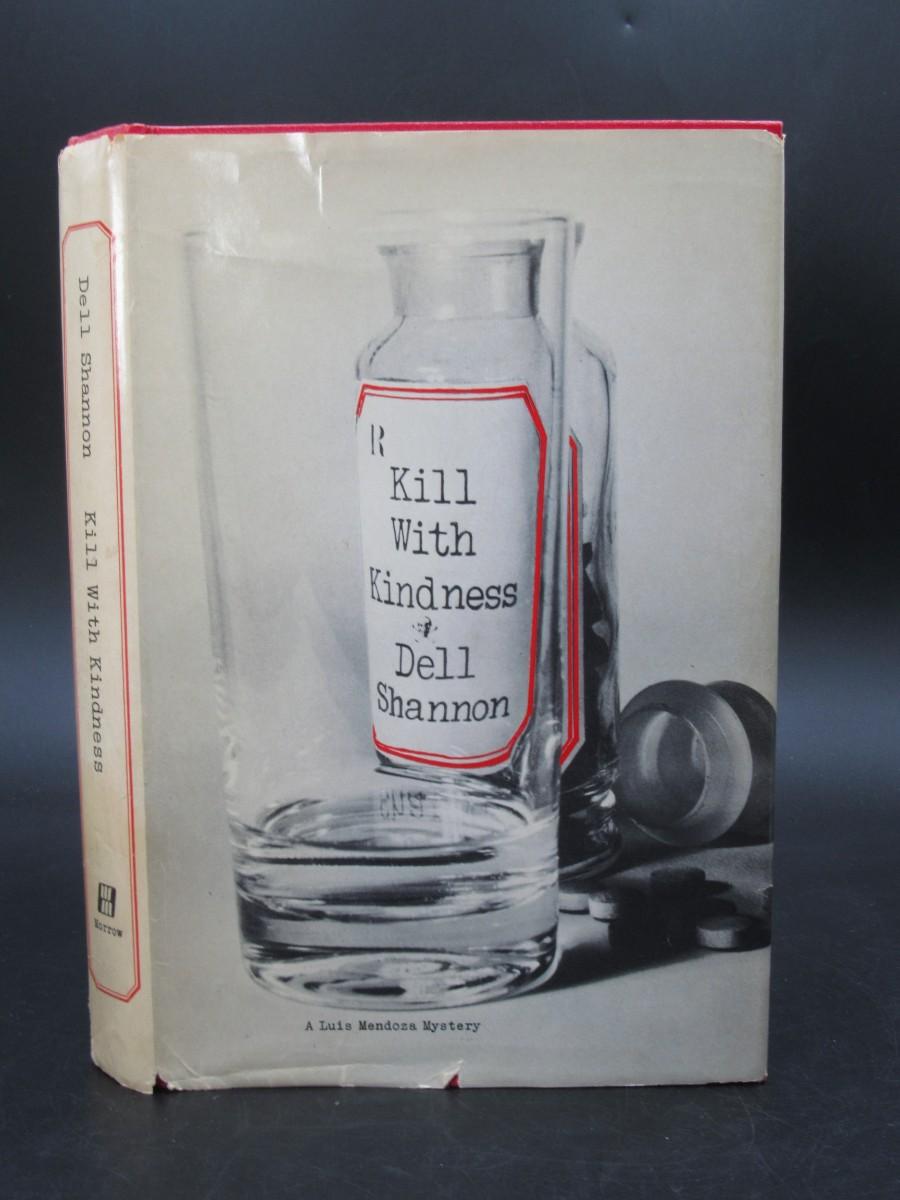 Dell Shannon Kill With Kindness
Morrow
R
Kill
With
Kindness
Dell
Shannon
A Luis Mendoza Mystery